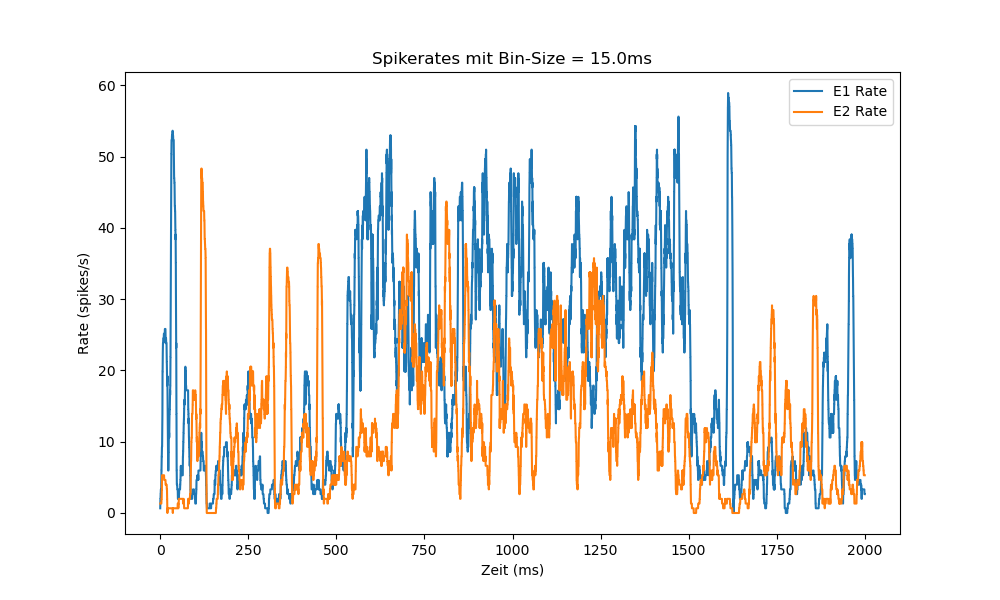 Spikerates mit Bin-Size = 15.0ms
E1 Rate
E2 Rate
Rate (spikes/s)
60
50
40
30
20
10
0
0 250 500 750 1000 1250 1500 1750 2000
Zeit (ms)